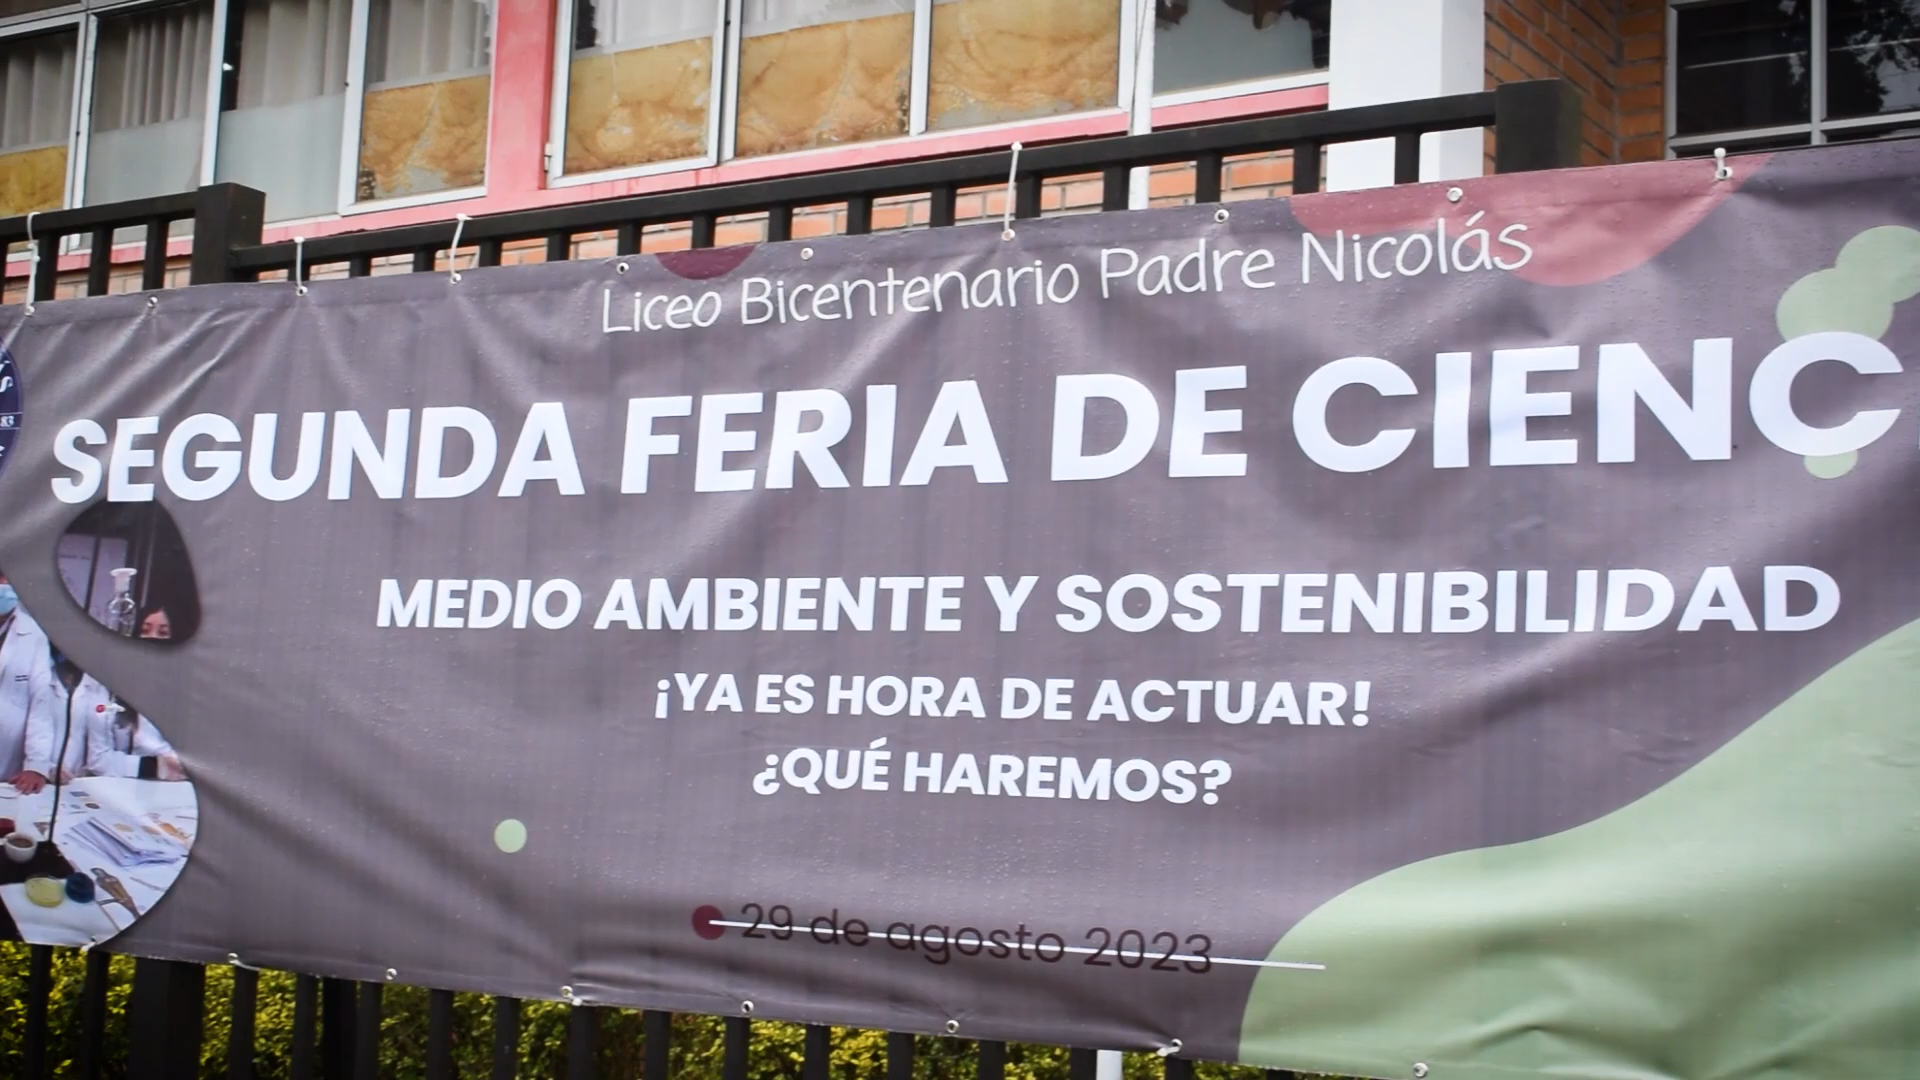 Liceo Bicentenario Padre Nicolás
SEGUNDA FERIA DE CIENC
MEDIO AMBIENTE Y SOSTENIBILIDAD
¡YA ES HORA DE ACTUAR!
¿QUÉ HAREMOS?
29 de agosto 2023